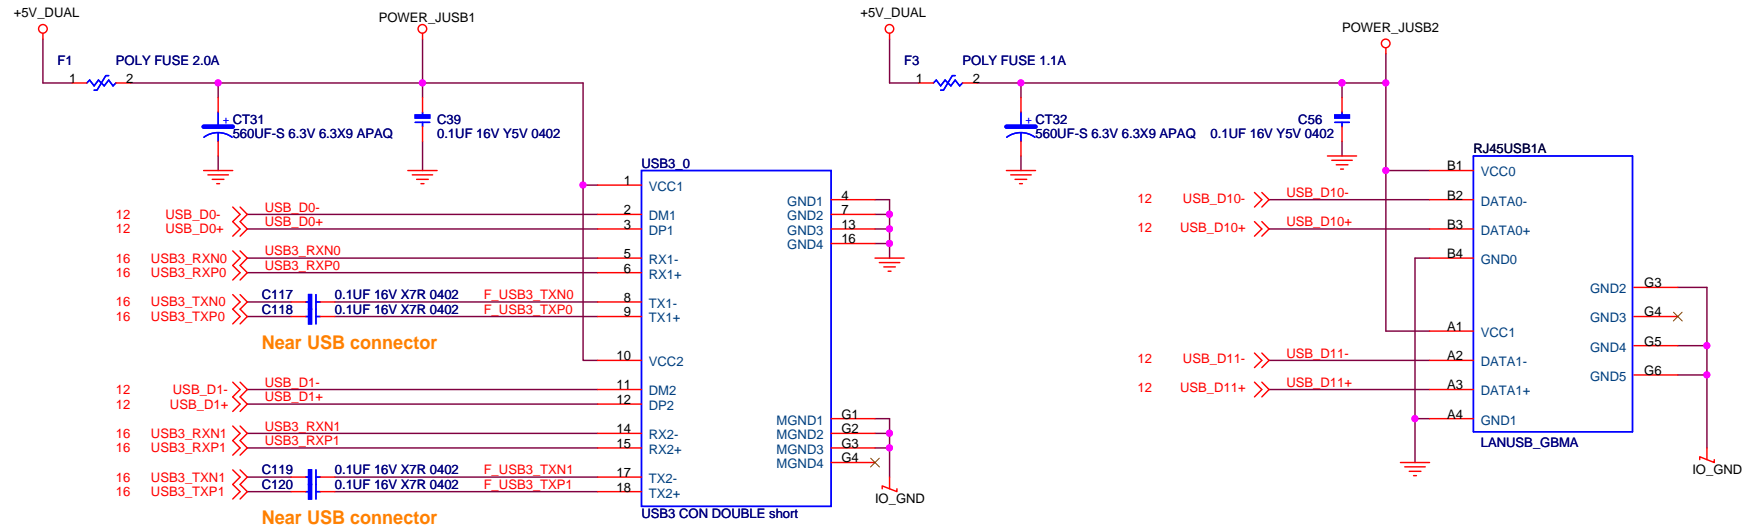 +5V_DUAL
POWER_JUSB1
F1 POLY FUSE 2.0A
1 2
+ CT31
560UF-S 6.3V 6.3X9 APAQ
C39
0.1UF 16V Y5V 0402
USB3_0
1 VCC1
12 USB_D0- USB_D0- 2 DM1
12 USB_D0+ USB_D0+ 3 DP1
16 USB3_RXN0 USB3_RXN0 5 RX1-
16 USB3_RXP0 USB3_RXP0 6 RX1+
16 USB3_TXN0 C117 0.1UF 16V X7R 0402 F_USB3_TXN0 8 TX1-
16 USB3_TXP0 C118 0.1UF 16V X7R 0402 F_USB3_TXP0 9 TX1+
Near USB connector
10 VCC2
12 USB_D1- USB_D1- 11 DM2
12 USB_D1+ USB_D1+ 12 DP2
16 USB3_RXN1 USB3_RXN1 14 RX2-
16 USB3_RXP1 USB3_RXP1 15 RX2+
16 USB3_TXN1 C119 0.1UF 16V X7R 0402 F_USB3_TXN1 17 TX2-
16 USB3_TXP1 C120 0.1UF 16V X7R 0402 F_USB3_TXP1 18 TX2+
Near USB connector
GND1 4
GND2 7
GND3 13
GND4 16
MGND1 G1
MGND2 G2
MGND3 G3
MGND4 G4
IO_GND
USB3 CON DOUBLE short
+5V_DUAL
POWER_JUSB2
F3 POLY FUSE 1.1A
1 2
+ CT32
560UF-S 6.3V 6.3X9 APAQ
C56
0.1UF 16V Y5V 0402
RJ45USB1A
B1 VCC0
12 USB_D10- USB_D10- B2 DATA0-
12 USB_D10+ USB_D10+ B3 DATA0+
B4 GND0
A1 VCC1
12 USB_D11- USB_D11- A2 DATA1-
12 USB_D11+ USB_D11+ A3 DATA1+
A4 GND1
GND2 G3
GND3 G4
GND4 G5
GND5 G6
LANUSB_GBMA
IO_GND